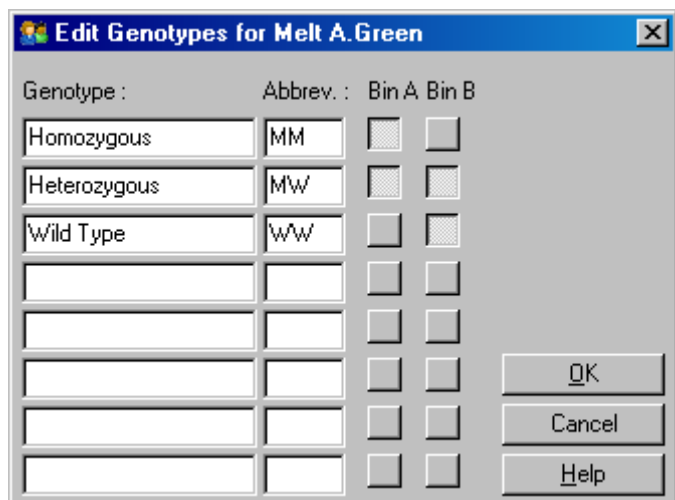 Edit Genotypes for Melt A.Green
Genotype : Abbrev. : Bin A Bin B
Homozygous MM
Heterozygous MW
Wild Type WW
OK
Cancel
Help